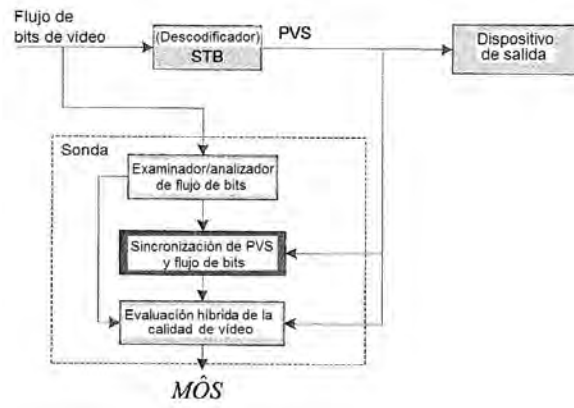 Flujo de
bits de vídeo
(Descodificador)
STB
PVS
Dispositivo
de salida
Sonda
Examinador/analizador
de flujo de bits
Sincronización de PVS
y flujo de bits
Evaluación híbrida de la
calidad de vídeo
MÔS